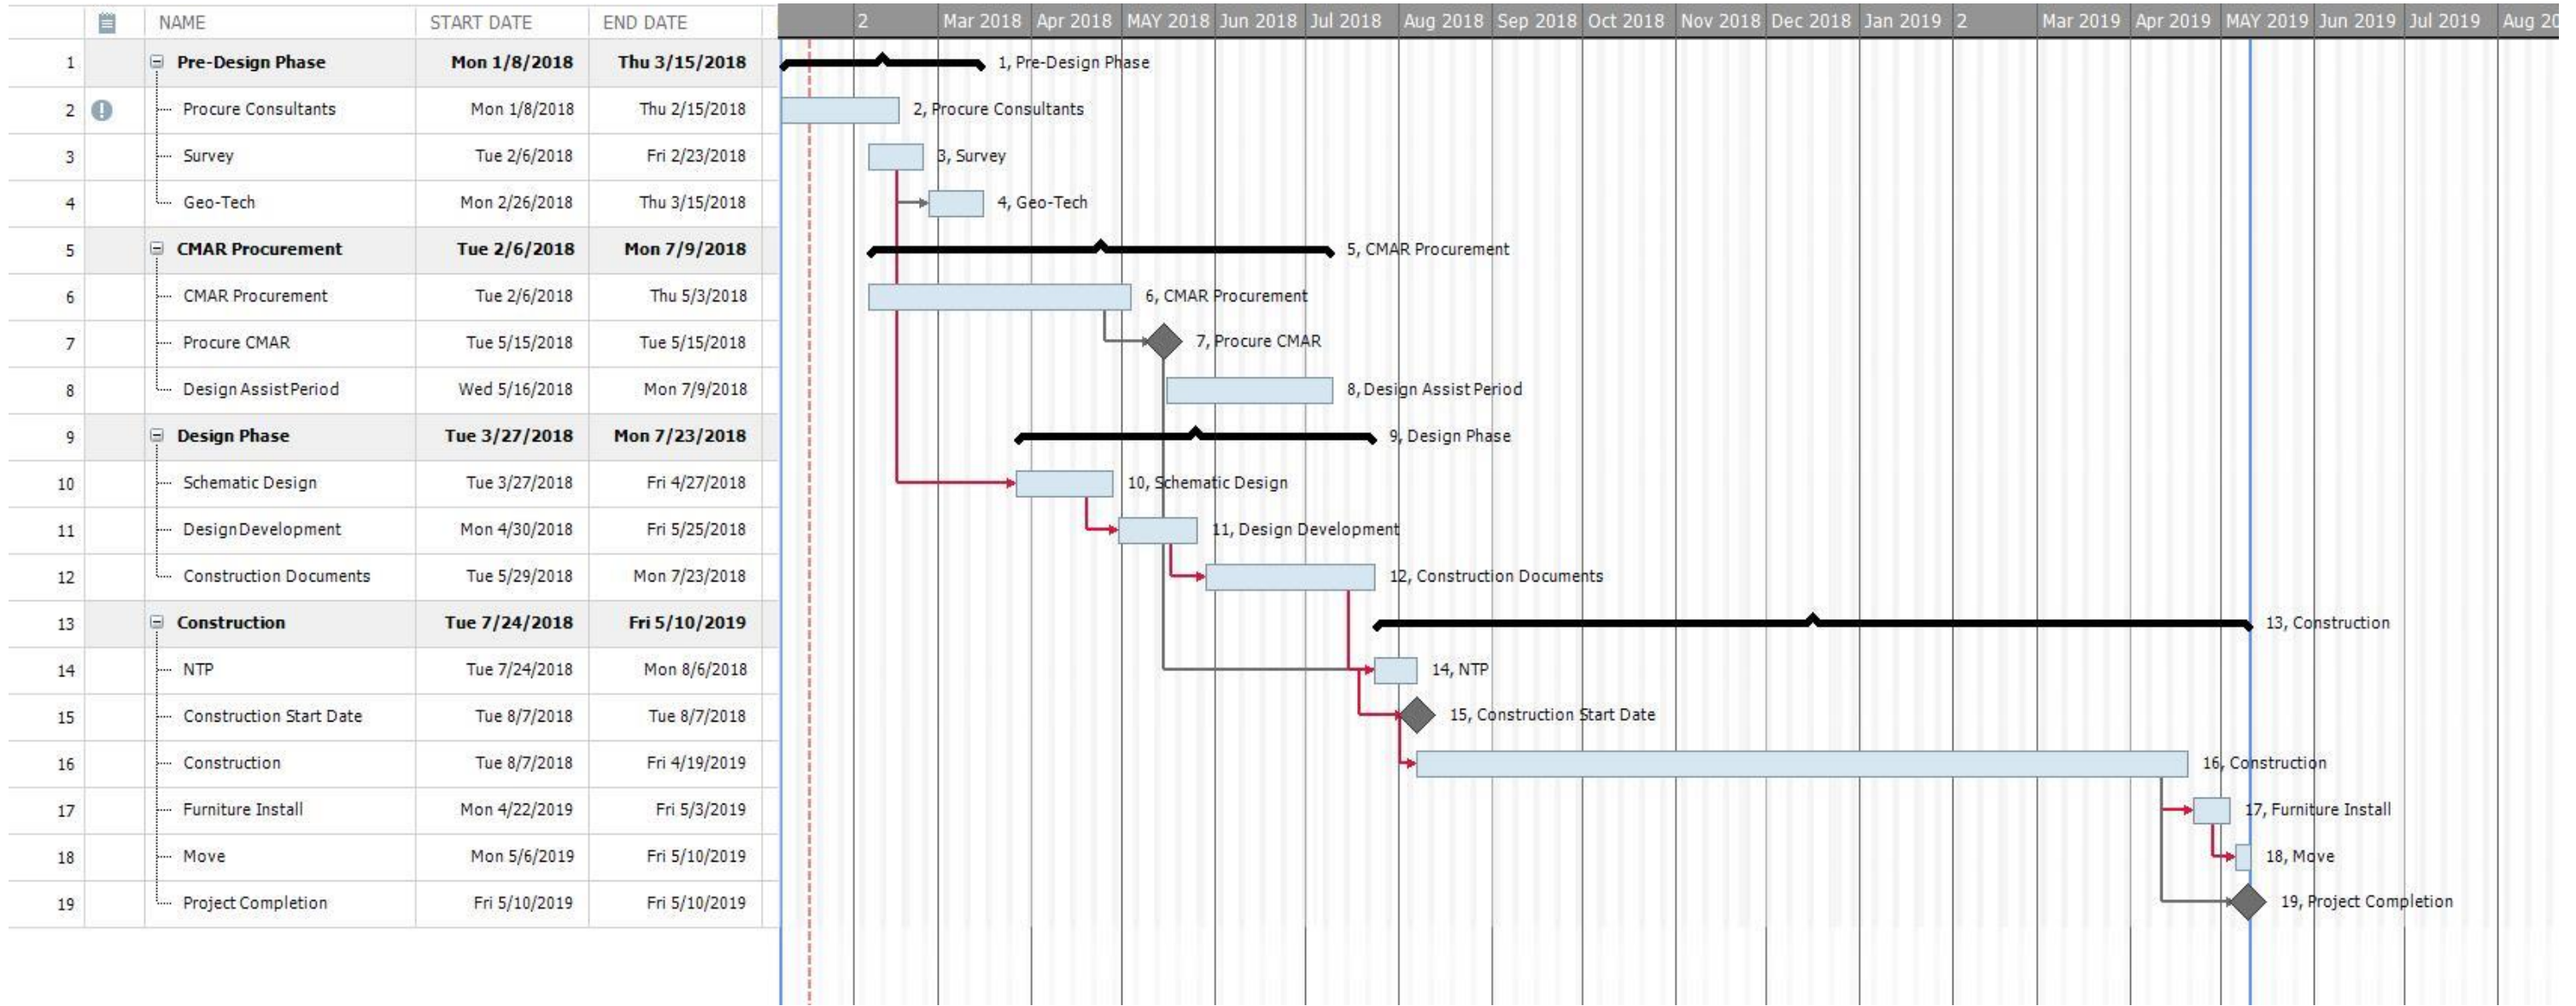 NAME START DATE END DATE 2 Mar 2018 Apr 2018 MAY 2018 Jun 2018 Jul 2018 Aug 2018 Sep 2018 Oct 2018 Nov 2018 Dec 2018 Jan 2019 2 Mar 2019 Apr 2019 MAY 2019 Jun 2019 Jul 2019 Aug 20
1 Pre-Design Phase Mon 1/8/2018 Thu 3/15/2018 1, Pre-Design Phase
2 Procure Consultants Mon 1/8/2018 Thu 2/15/2018 2, Procure Consultants
3 Survey Tue 2/6/2018 Fri 2/23/2018 3, Survey
4 Geo-Tech Mon 2/26/2018 Thu 3/15/2018 4, Geo-Tech
5 CMAR Procurement Tue 2/6/2018 Mon 7/9/2018 5, CMAR Procurement
6 CMAR Procurement Tue 2/6/2018 Thu 5/3/2018 6, CMAR Procurement
7 Procure CMAR Tue 5/15/2018 Tue 5/15/2018 7, Procure CMAR
8 Design Assist Period Wed 5/16/2018 Mon 7/9/2018 8, Design Assist Period
9 Design Phase Tue 3/27/2018 Mon 7/23/2018 9, Design Phase
10 Schematic Design Tue 3/27/2018 Fri 4/27/2018 10, Schematic Design
11 Design Development Mon 4/30/2018 Fri 5/25/2018 11, Design Development
12 Construction Documents Tue 5/29/2018 Mon 7/23/2018 12, Construction Documents
13 Construction Tue 7/24/2018 Fri 5/10/2019 13, Construction
14 NTP Tue 7/24/2018 Mon 8/6/2018 14, NTP
15 Construction Start Date Tue 8/7/2018 Tue 8/7/2018 15, Construction Start Date
16 Construction Tue 8/7/2018 Fri 4/19/2019 16, Construction
17 Furniture Install Mon 4/22/2019 Fri 5/3/2019 17, Furniture Install
18 Move Mon 5/6/2019 Fri 5/10/2019 18, Move
19 Project Completion Fri 5/10/2019 Fri 5/10/2019 19, Project Completion